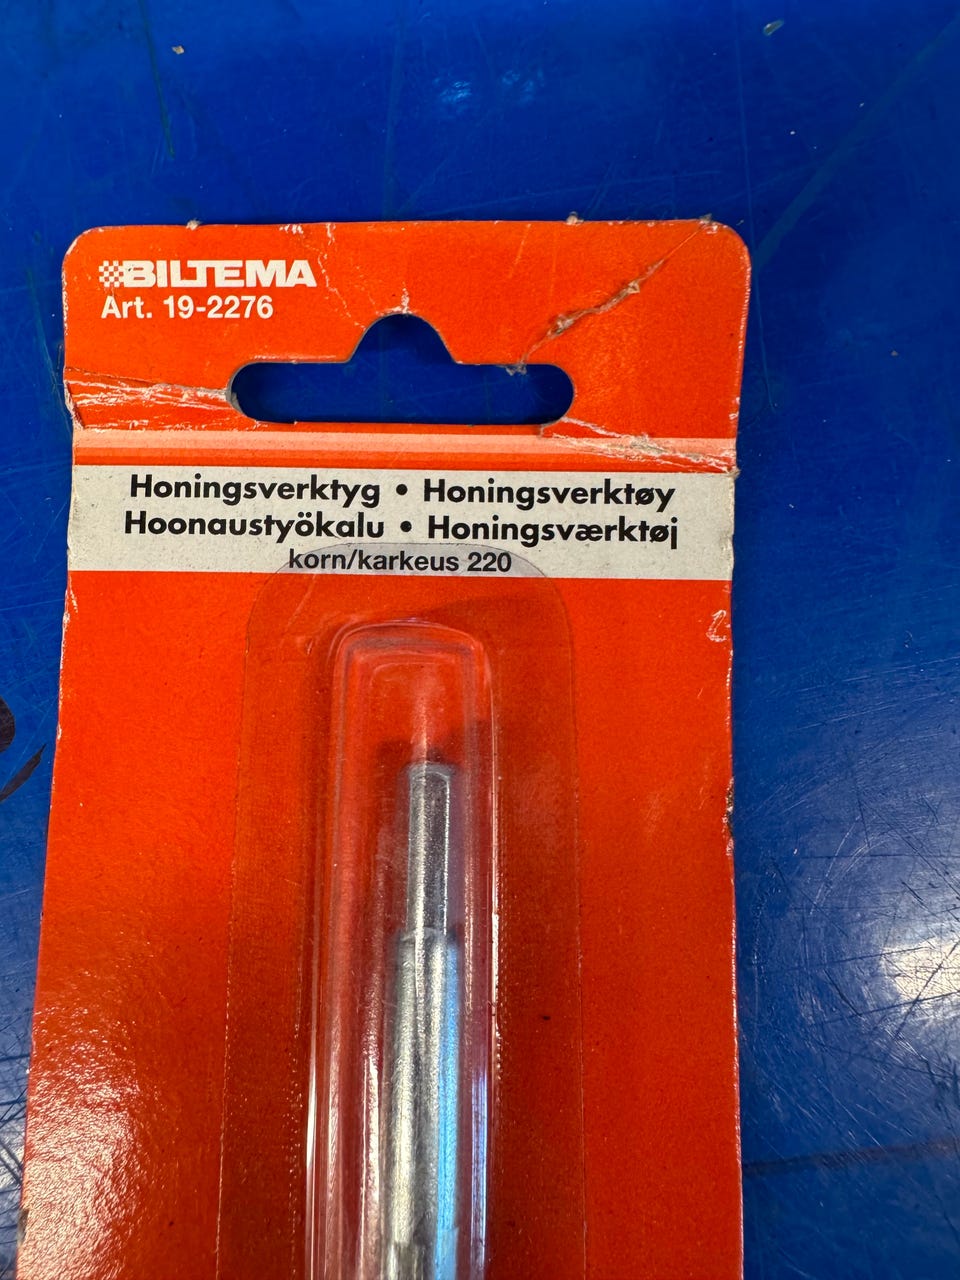 BILTEMA
Art. 19-2276
Honingsverktyg • Honingsverktøy
Hoonaustyökalu • Honingsværktøj
korn/karkeus 220